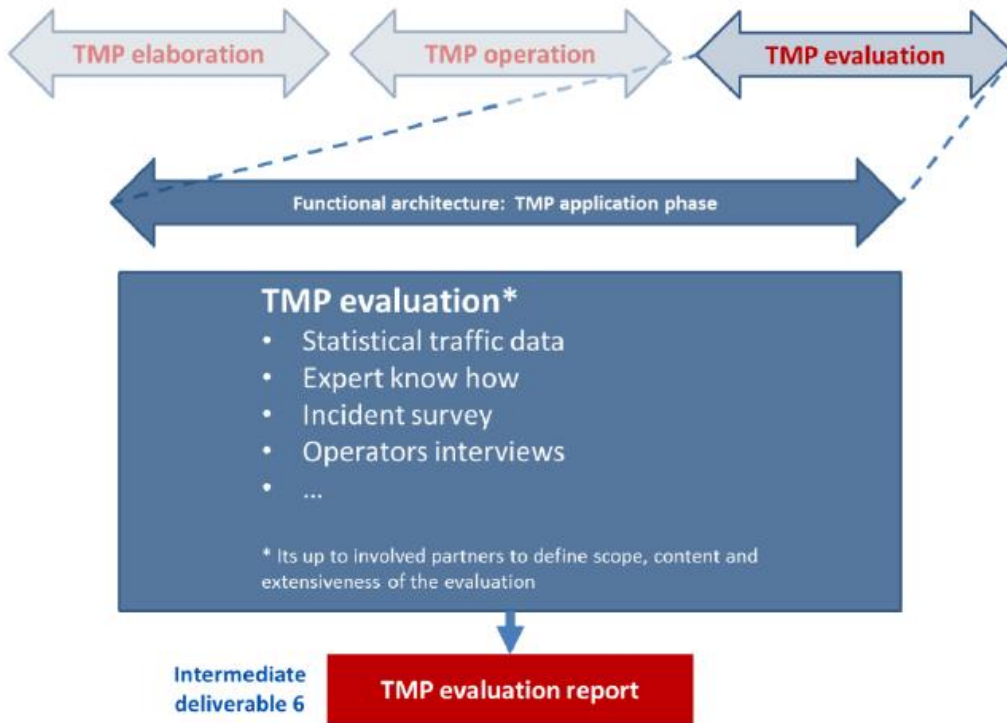 TMP elaboration
TMP operation
TMP evaluation
Functional architecture: TMP application phase
TMP evaluation*
• Statistical traffic data
• Expert know how
• Incident survey
• Operators interviews
• ...
* Its up to involved partners to define scope, content and
extensiveness of the evaluation
Intermediate
deliverable 6
TMP evaluation report